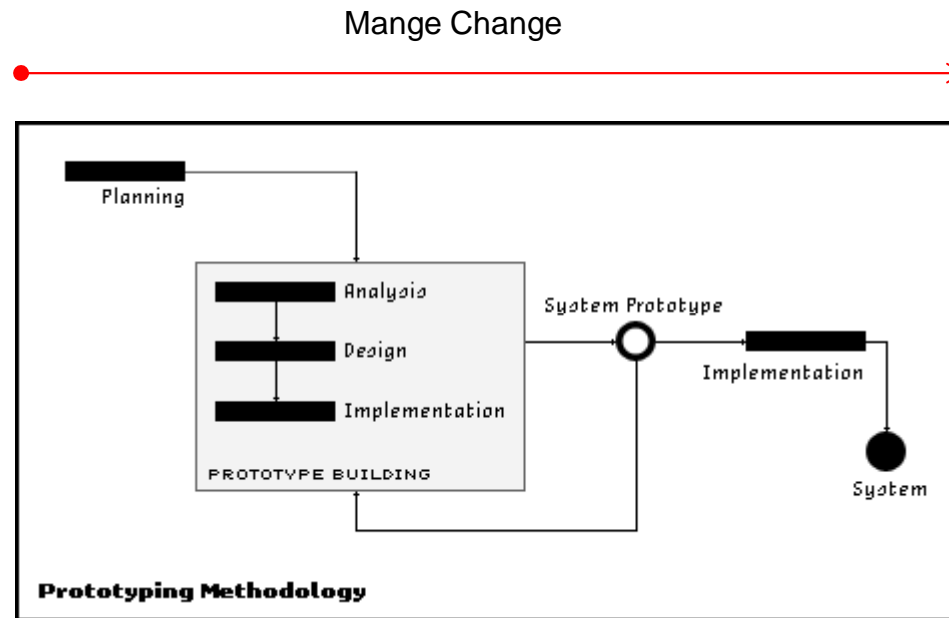 Mange Change
Planning
Analysis
System Prototype
Design
Implementation
Implementation
PROTOTYPE BUILDING
System
Prototyping Methodology